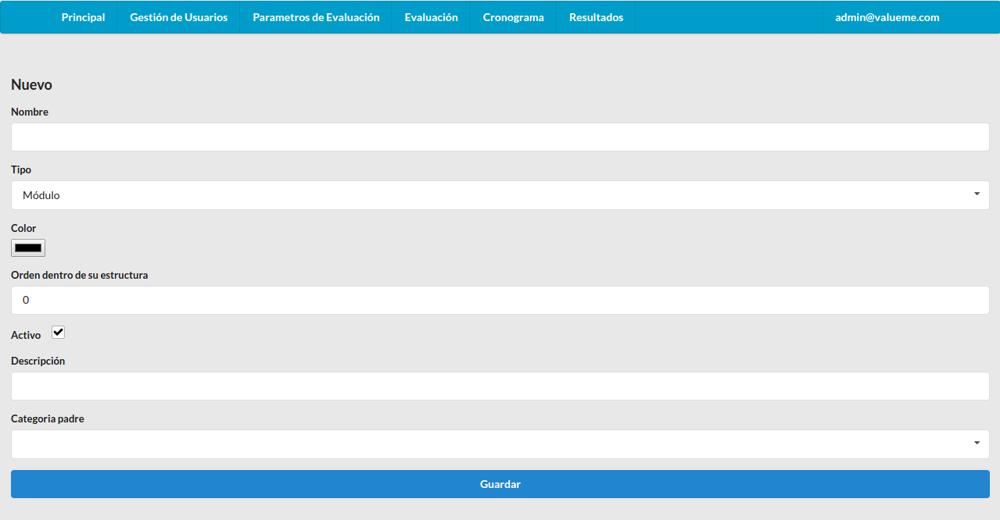 Principal Gestión de Usuarios Parametros de Evaluación Evaluación Cronograma Resultados admin@valueme.com
Nuevo
Nombre
Tipo
Módulo
Color
Orden dentro de su estructura
0
Activo
Descripción
Categoria padre
Guardar